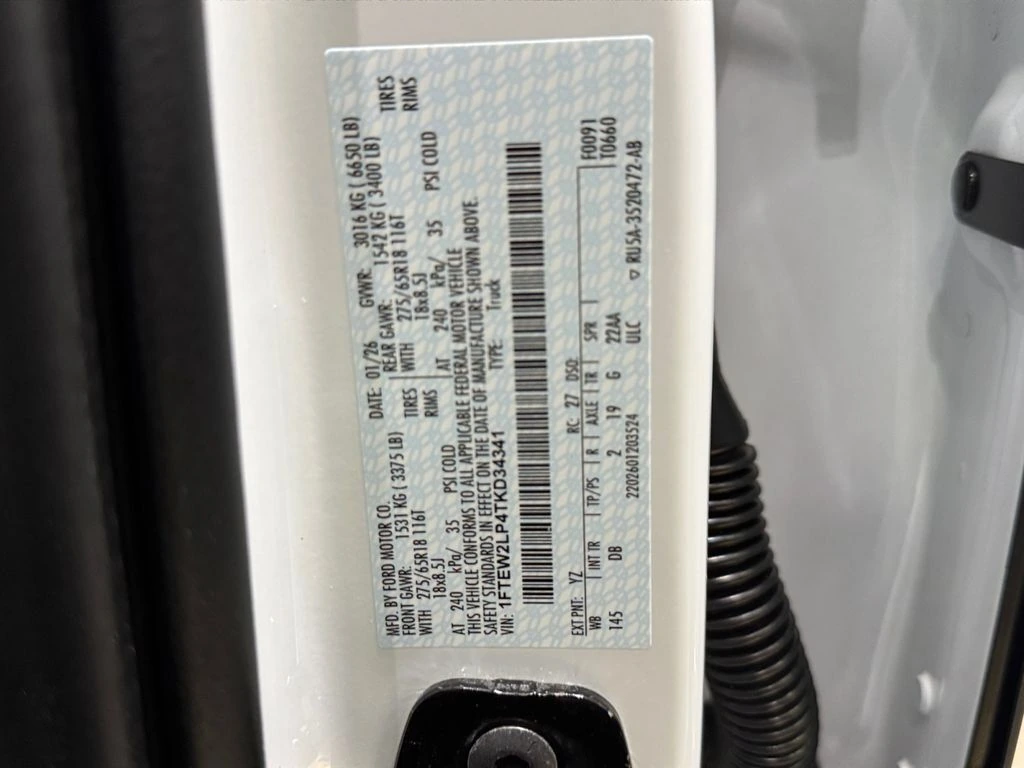 MFD. BY FORD MOTOR CO. DATE: 01/26 GVWR: 3016 KG ( 6650 LB)
FRONT GAWR: 1531 KG ( 3375 LB) REAR GAWR: 1542 KG ( 3400 LB)
WITH 275/65R18 116T TIRES WITH 275/65R18 116T TIRES
18x8.5J RIMS 18x8.5J RIMS
AT 240 kPa/ 35 PSI COLD AT 240 kPa/ 35 PSI COLD
THIS VEHICLE CONFORMS TO ALL APPLICABLE FEDERAL MOTOR VEHICLE
SAFETY STANDARDS IN EFFECT ON THE DATE OF MANUFACTURE SHOWN ABOVE.
VIN: 1FTEW2LP4TKD34341 TYPE: Truck
EXT PNT: YZ RC: 27 DSO: F0091
WB INT TR TP/PS R AXLE TR SPR T0660
145 DB 2 19 G 22AA
2202601203524 ULC ▽ RU5A-3520472-AB